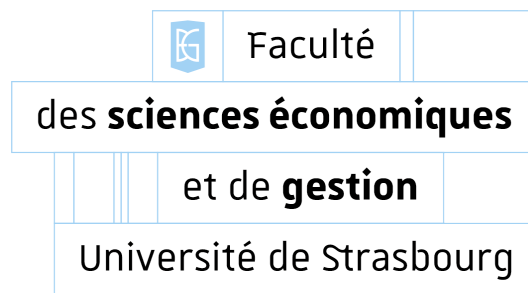 Faculté
des sciences économiques
et de gestion
Université de Strasbourg